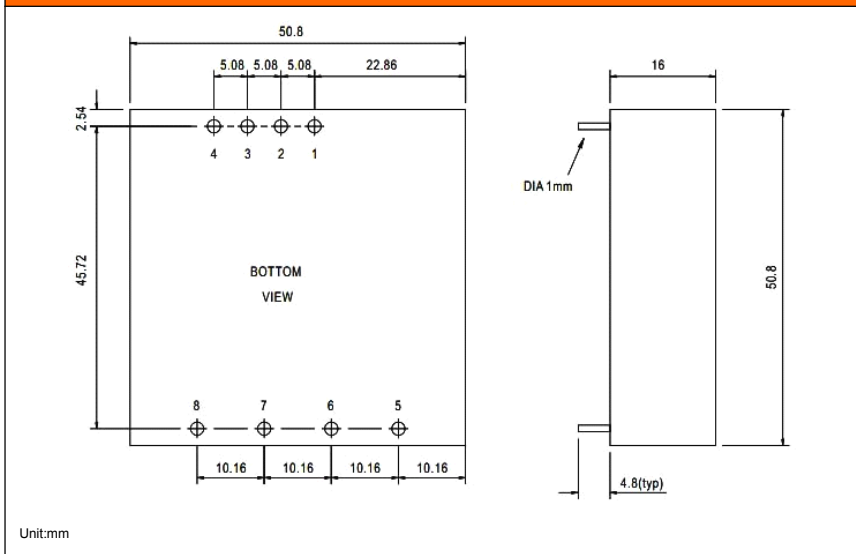 50.8
5.08 5.08 5.08 22.86
16
2.54
4 3 2 1
DIA 1mm
45.72
BOTTOM
VIEW
50.8
8 7 6 5
10.16 10.16 10.16 10.16
4.8(typ)
Unit:mm